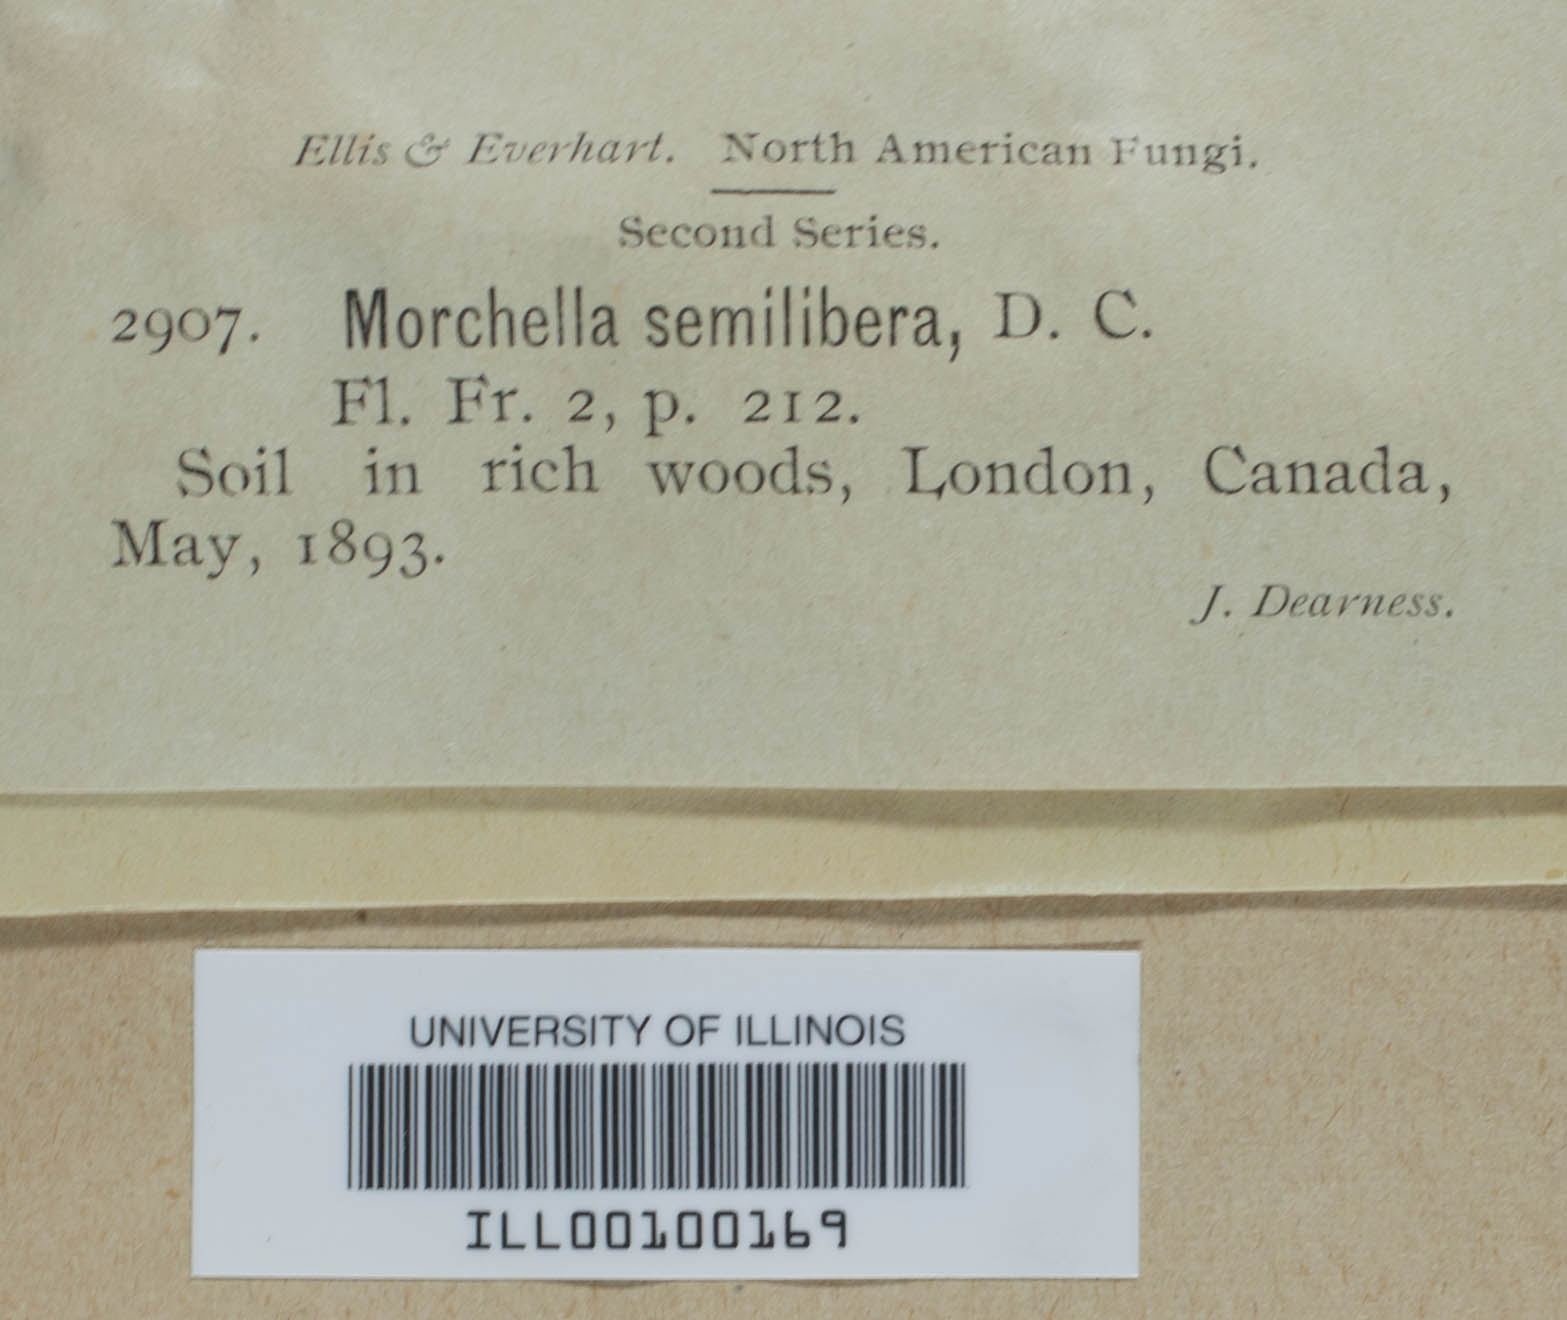 Ellis & Everhart. North American Fungi.
Second Series.
2907. Morchella semilibera, D. C.
Fl. Fr. 2, p. 212.
Soil in rich woods, London, Canada,
May, 1893.
J. Dearness.
UNIVERSITY OF ILLINOIS
ILL00100169